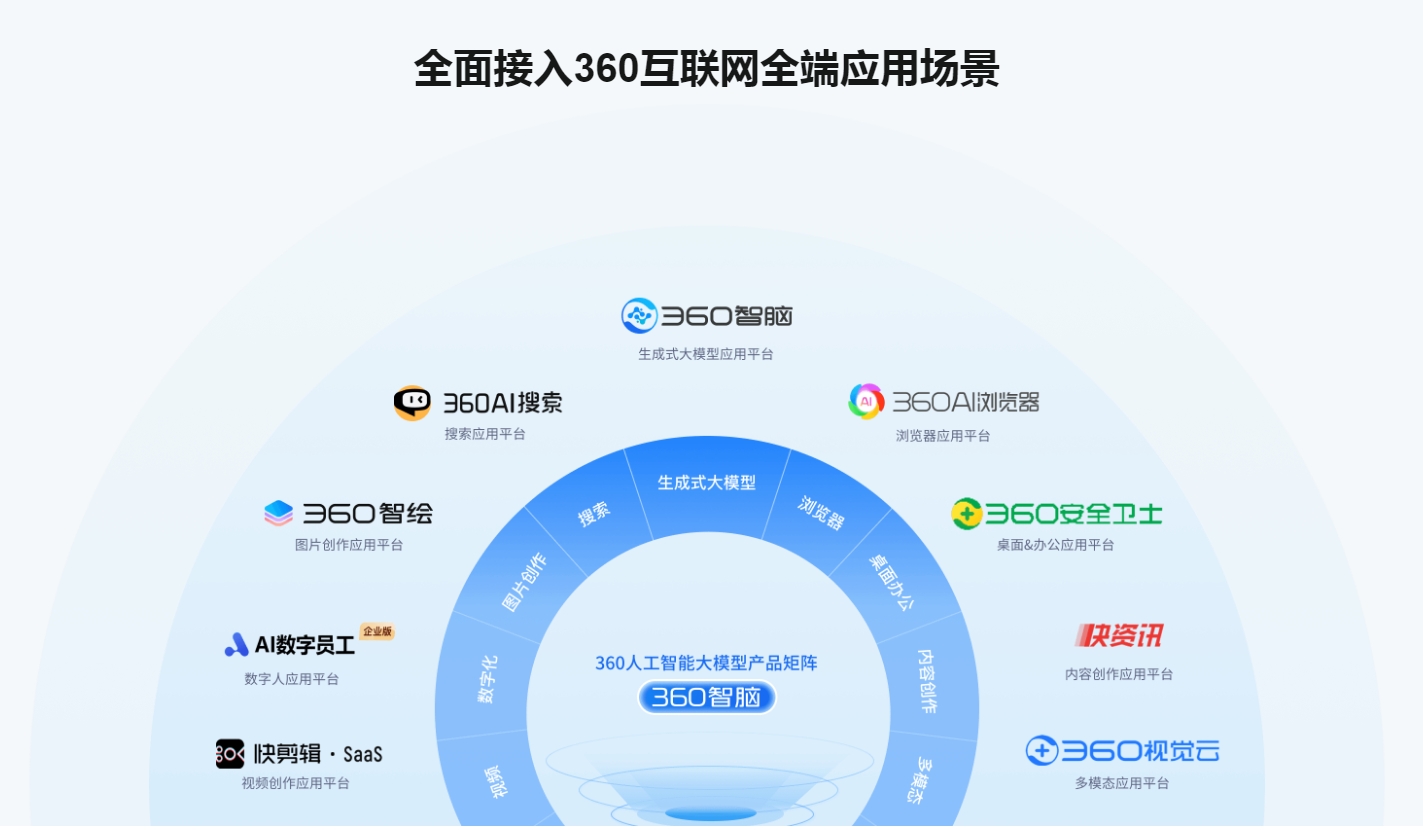 全面接入360互联网全端应用场景
360智脑
生成式大模型应用平台
360AI搜索
搜索应用平台
AI
360AI浏览器
浏览器应用平台
360智绘
图片创作应用平台
360安全卫士
桌面&办公应用平台
AI数字员工
企业版
数字人应用平台
快资讯
内容创作应用平台
快剪辑·SaaS
视频创作应用平台
360视觉云
多模态应用平台
生成式大模型
搜索
浏览器
图片创作
桌面办公
数字化
内容创作
视频
多模态
360人工智能大模型产品矩阵
360智脑